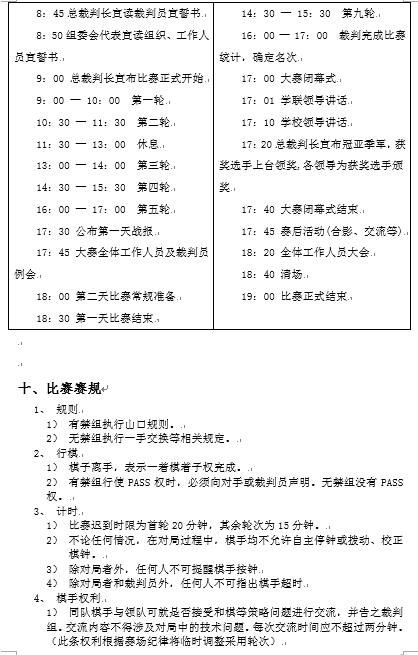 8：45总裁判长宣读裁判员宣誓书
8：50组委会代表宣读组织、工作人
员宣誓书
9：00 总裁判长宣布比赛正式开始
9：00 — 10：00 第一轮
10：30 — 11：30 第二轮
11：30 — 13：00 休息
13：00 — 14：00 第三轮
14：30 — 15：30 第四轮
16：00 — 17：00 第五轮
17：30 公布第一天战报
17：45 大赛全体工作人员及裁判员
例会
18：00 第二天比赛常规准备
18：30 第一天比赛结束
14：30 — 15：30 第九轮
16：00 — 17：00 裁判完成比赛
统计，确定名次
17：00 大赛闭幕式
17：01 学联领导讲话
17：10 学校领导讲话
17：20总裁判长宣布冠亚季军，获
奖选手上台领奖,各领导为获奖选手颁
奖
17：40 大赛闭幕式结束
17：45 赛后活动(合影、交流等)
18：20 全体工作人员大会
18：40 清场
19：00 比赛正式结束
十、比赛赛规
1、 规则
1） 有禁组执行山口规则。
2） 无禁组执行一手交换等相关规定。
2、 行棋
1） 棋子离手，表示一着棋着子权完成。
2） 有禁组行使 PASS 权时，必须向对手或裁判员声明。无禁组没有 PASS
权。
3、 计时
1） 比赛迟到时限为首轮 20 分钟，其余轮次为 15 分钟。
2） 不论任何情况，在对局过程中，棋手均不允许自主停钟或拨动、校正
棋钟。
3） 除对局者外，任何人不可提醒棋手按钟。
4） 除对局者和裁判员外，任何人不可指出棋手超时
4、 棋手权利
1） 同队棋手与领队可就是否接受和棋等策略问题进行交流，并告之裁判
组。交流内容不得涉及对局中的技术问题。每次交流时间应不超过两分钟。
（此条权利根据赛场纪律将临时调整采用轮次）